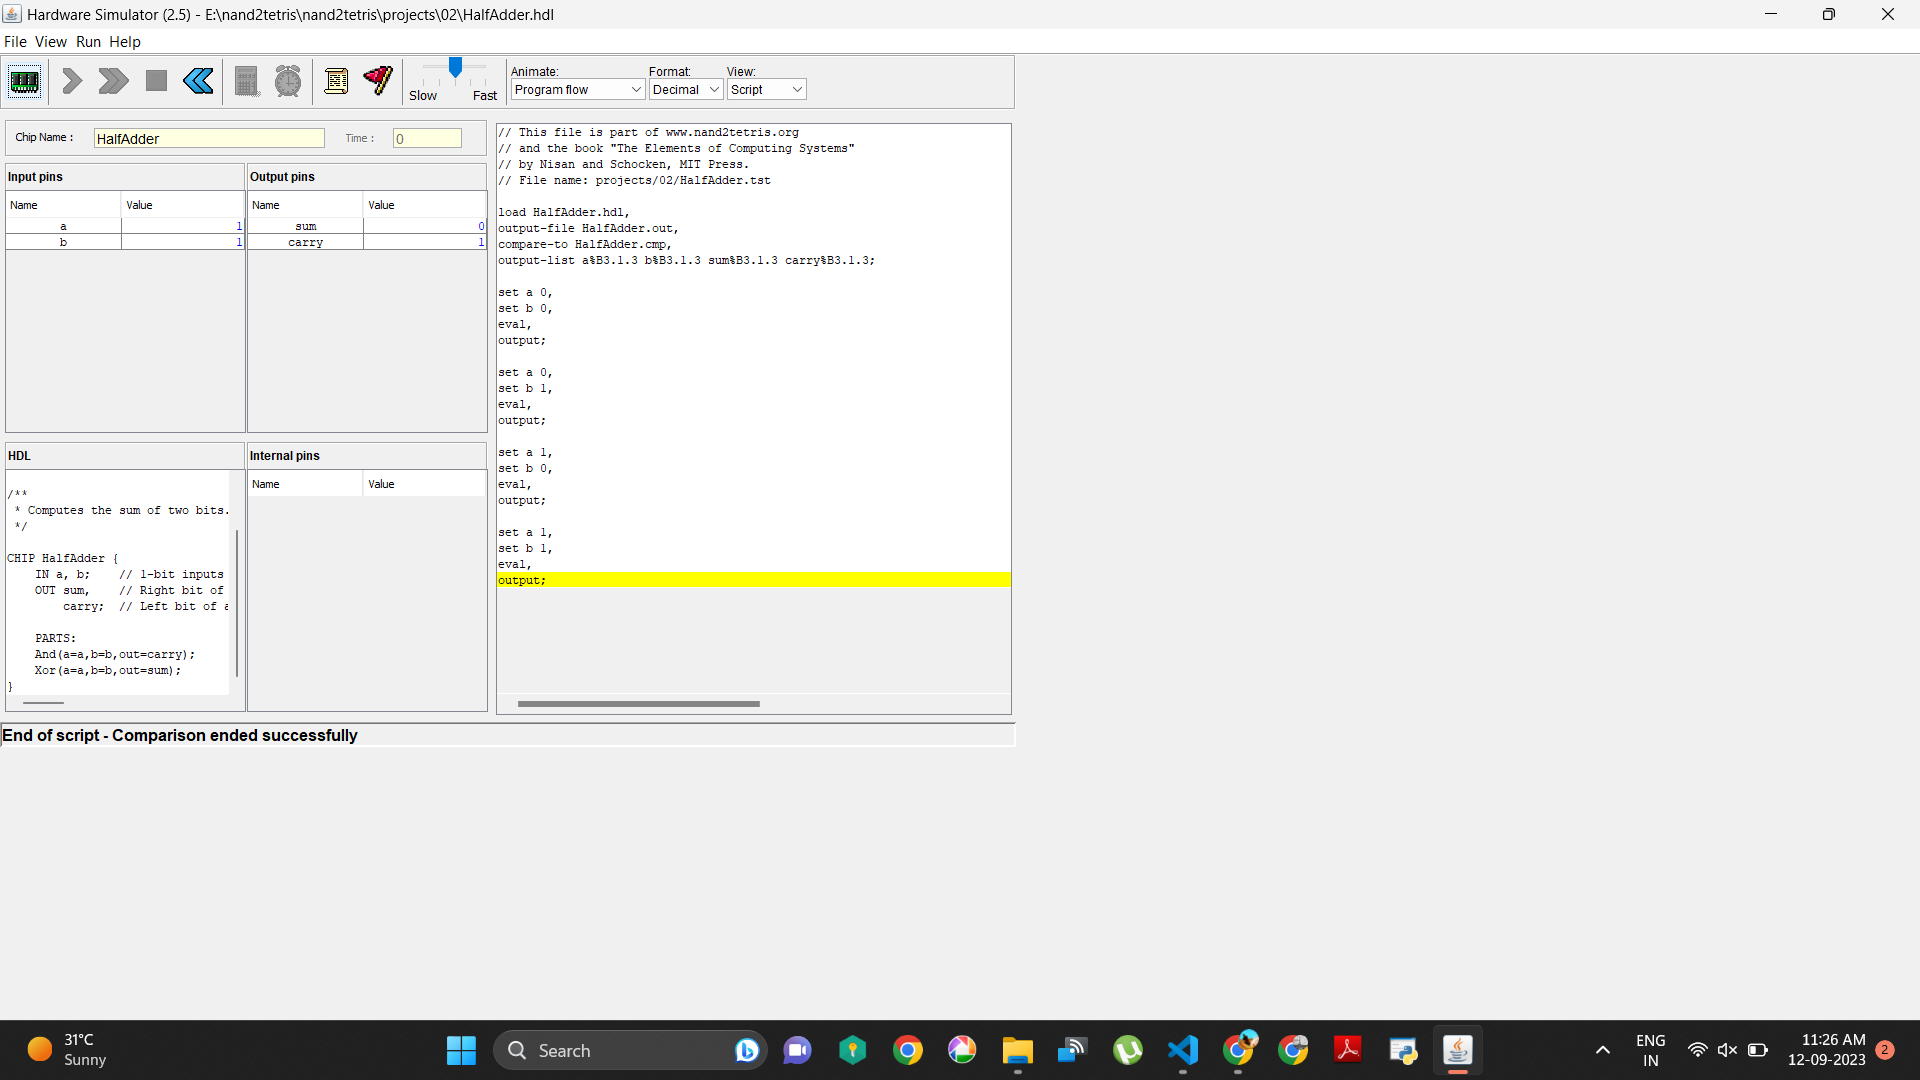 Hardware Simulator (2.5) - E:\nand2tetris\nand2tetris\projects\02\HalfAdder.hdl
File View Run Help
Slow Fast
Animate:
Program flow
Format:
Decimal
View:
Script
Chip Name :
HalfAdder
Time :
0
Input pins
Name Value
a 1
b 1
Output pins
Name Value
sum 0
carry 1
HDL
/**
* Computes the sum of two bits.
*/
CHIP HalfAdder {
IN a, b; // 1-bit inputs
OUT sum, // Right bit of
carry; // Left bit of
PARTS:
And(a=a,b=b,out=carry);
Xor(a=a,b=b,out=sum);
}
Internal pins
Name Value
// This file is part of www.nand2tetris.org
// and the book "The Elements of Computing Systems"
// by Nisan and Schocken, MIT Press.
// File name: projects/02/HalfAdder.tst
load HalfAdder.hdl,
output-file HalfAdder.out,
compare-to HalfAdder.cmp,
output-list a%B3.1.3 b%B3.1.3 sum%B3.1.3 carry%B3.1.3;
set a 0,
set b 0,
eval,
output;
set a 0,
set b 1,
eval,
output;
set a 1,
set b 0,
eval,
output;
set a 1,
set b 1,
eval,
output;
End of script - Comparison ended successfully
31°C
Sunny
Search
ENG
IN
11:26 AM
12-09-2023
2